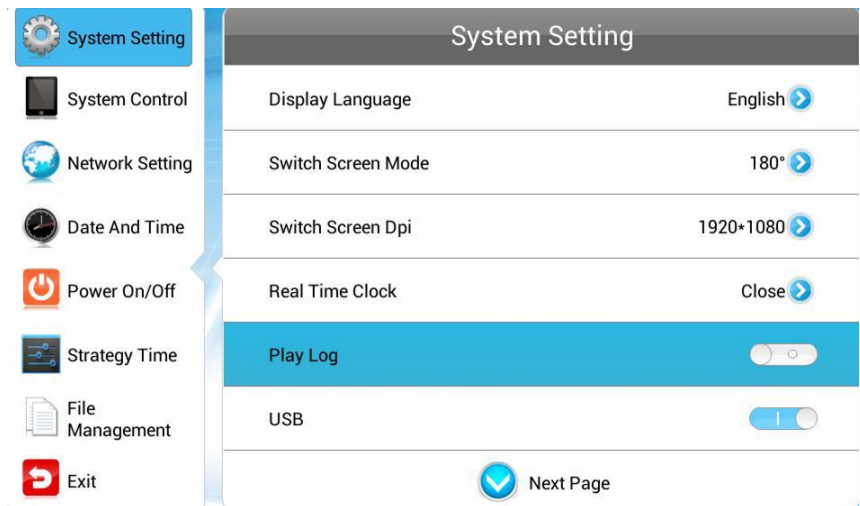 System Setting
System Control
Network Setting
Date And Time
Power On/Off
Strategy Time
File
Management
Exit
System Setting
Display Language English
Switch Screen Mode 180°
Switch Screen Dpi 1920*1080
Real Time Clock Close
Play Log
USB
Next Page